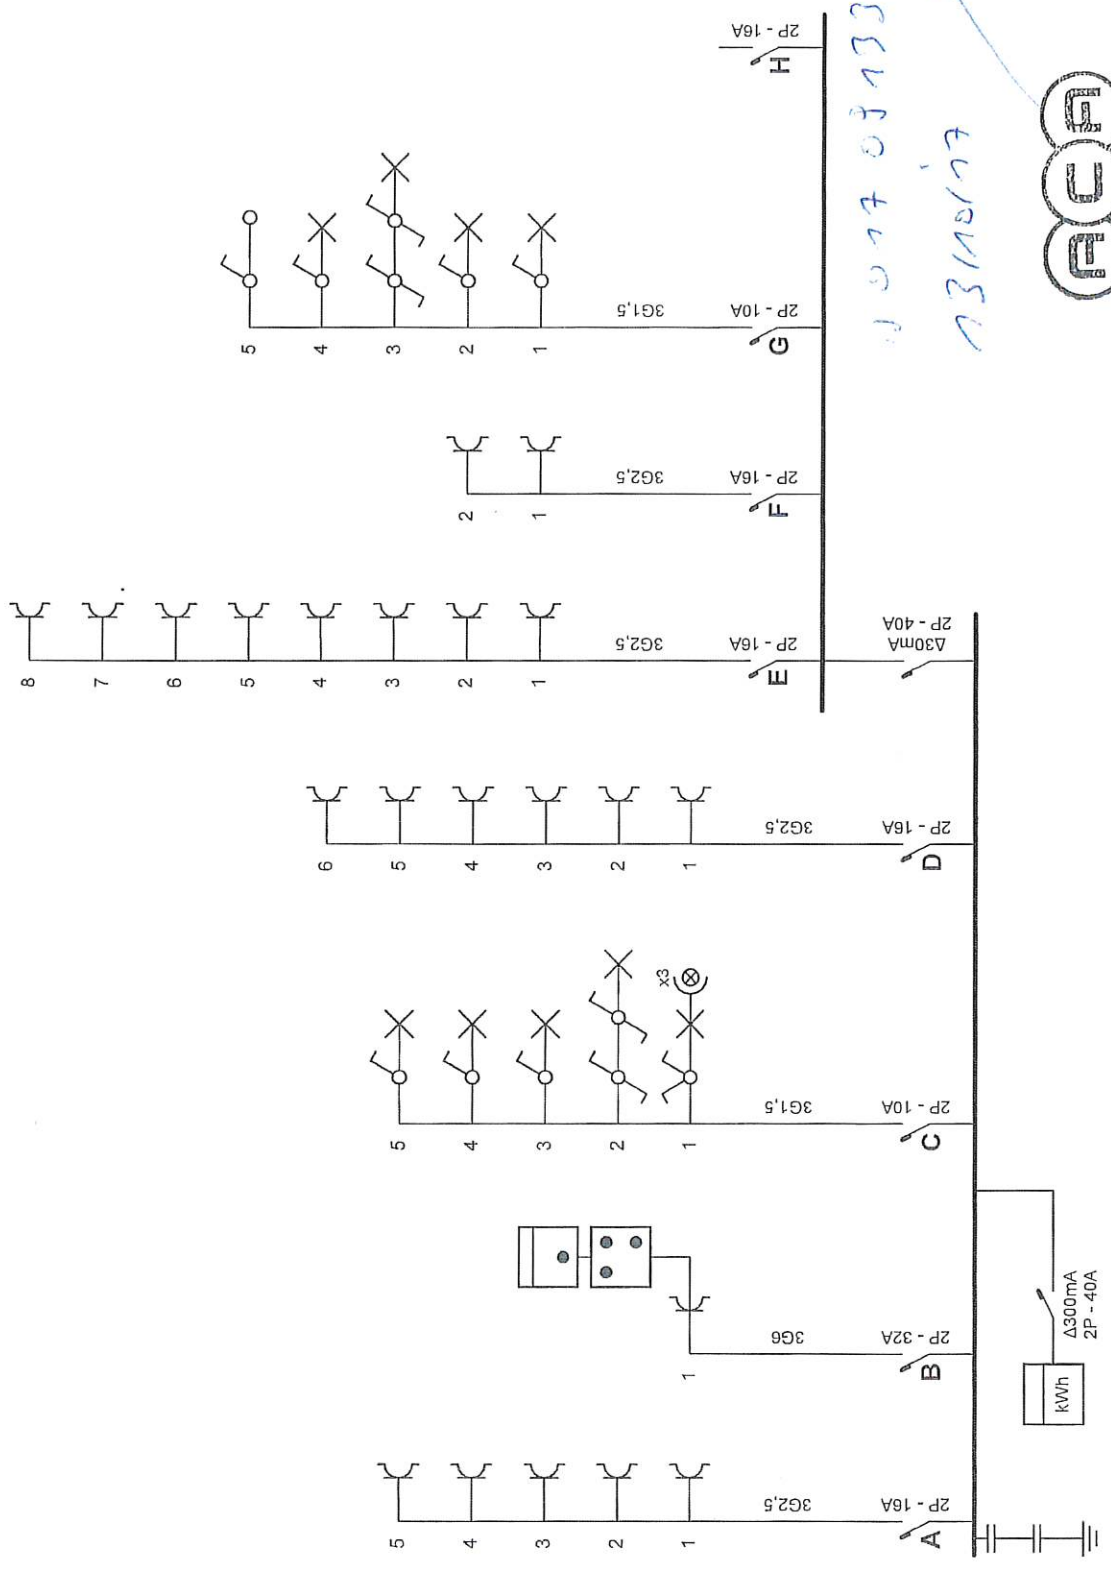 5
4
3
2
1
3G2,5
2P - 16A
A
kWh
Δ300mA
2P - 40A
1
3G6
2P - 32A
B
5
4
3
2
1
x3
3G1,5
2P - 10A
C
6
5
4
3
2
1
3G2,5
2P - 16A
D
Δ30mA
2P - 40A
8
7
6
5
4
3
2
1
3G2,5
2P - 16A
E
2
1
3G2,5
2P - 16A
F
5
4
3
2
1
3G1,5
2P - 10A
G
2P - 16A
H
13/10/17
ACA